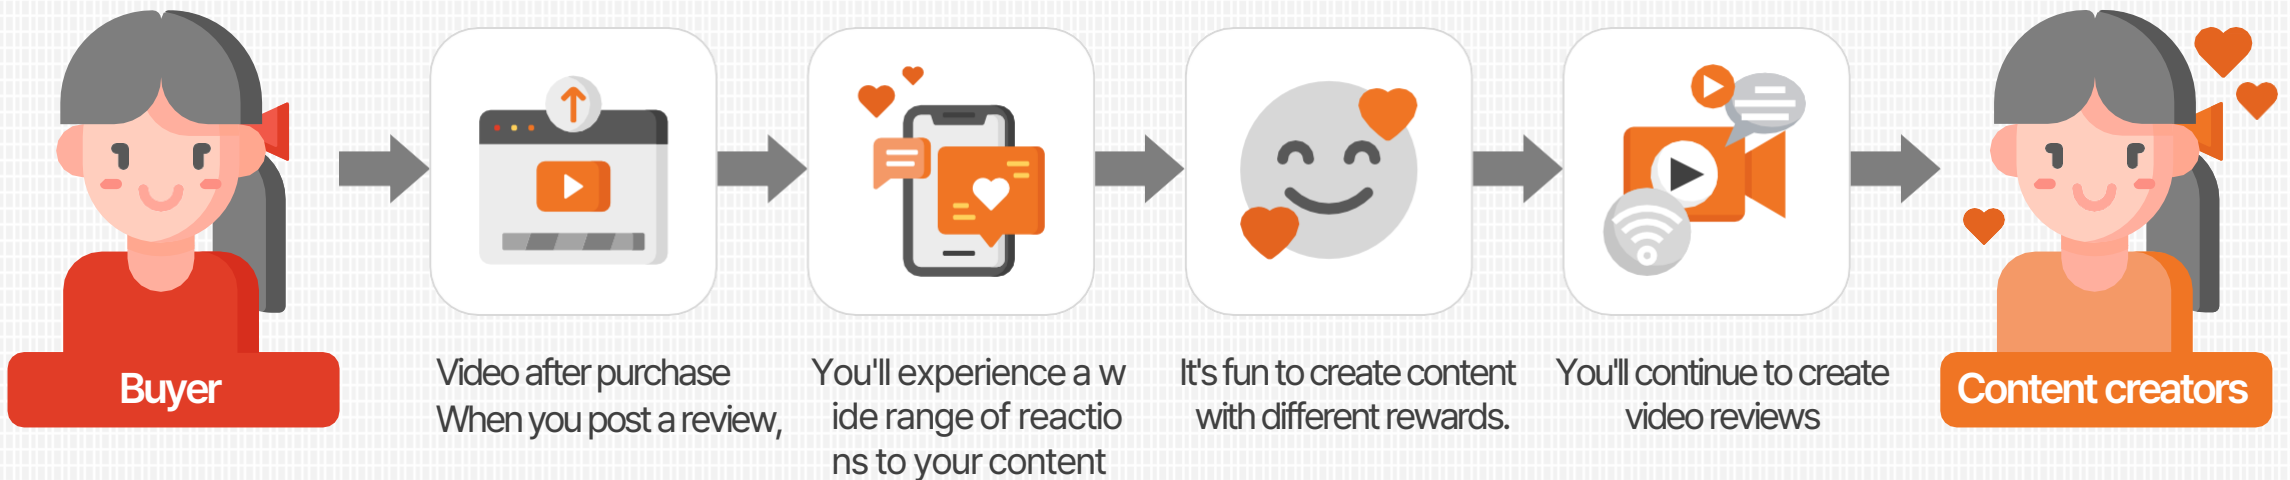 Buyer
Video after purchase
When you post a review,
You'll experience a w
ide range of reactio
ns to your content
It's fun to create content
with different rewards.
You'll continue to create
video reviews
Content creators